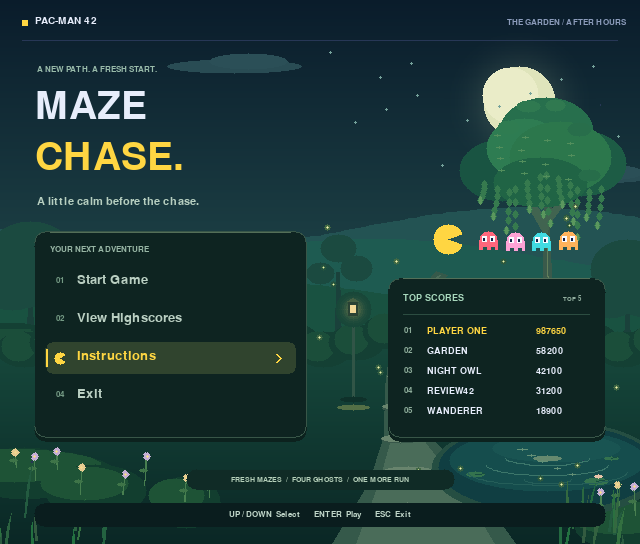 PAC-MAN 42
THE GARDEN / AFTER HOURS
A NEW PATH. A FRESH START.
MAZE
CHASE.
A little calm before the chase.
YOUR NEXT ADVENTURE
01 Start Game
02 View Highscores
Instructions
04 Exit
TOP SCORES TOP 5
01 PLAYER ONE 987650
02 GARDEN 58200
03 NIGHT OWL 42100
04 REVIEW42 31200
05 WANDERER 18900
FRESH MAZES / FOUR GHOSTS / ONE MORE RUN
UP/DOWN Select ENTER Play ESC Exit